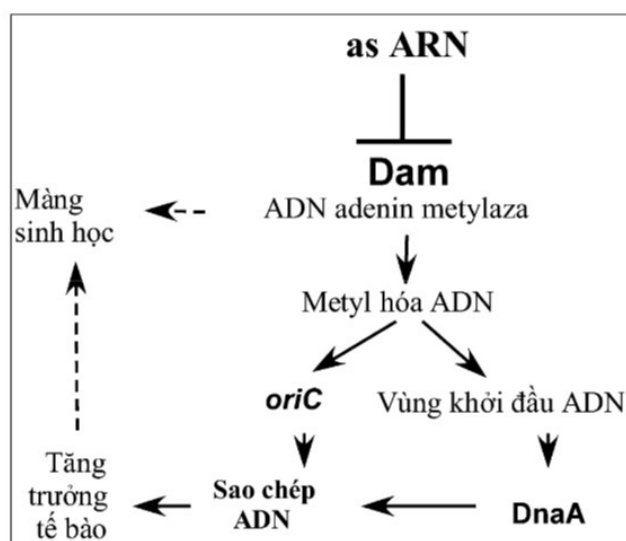 as ARN
Dam
ADN adenin metylaza
Màng
sinh học
Metyl hóa ADN
oriC
Vùng khởi đầu ADN
Tăng
trưởng
tế bào
Sao chép
ADN
DnaA